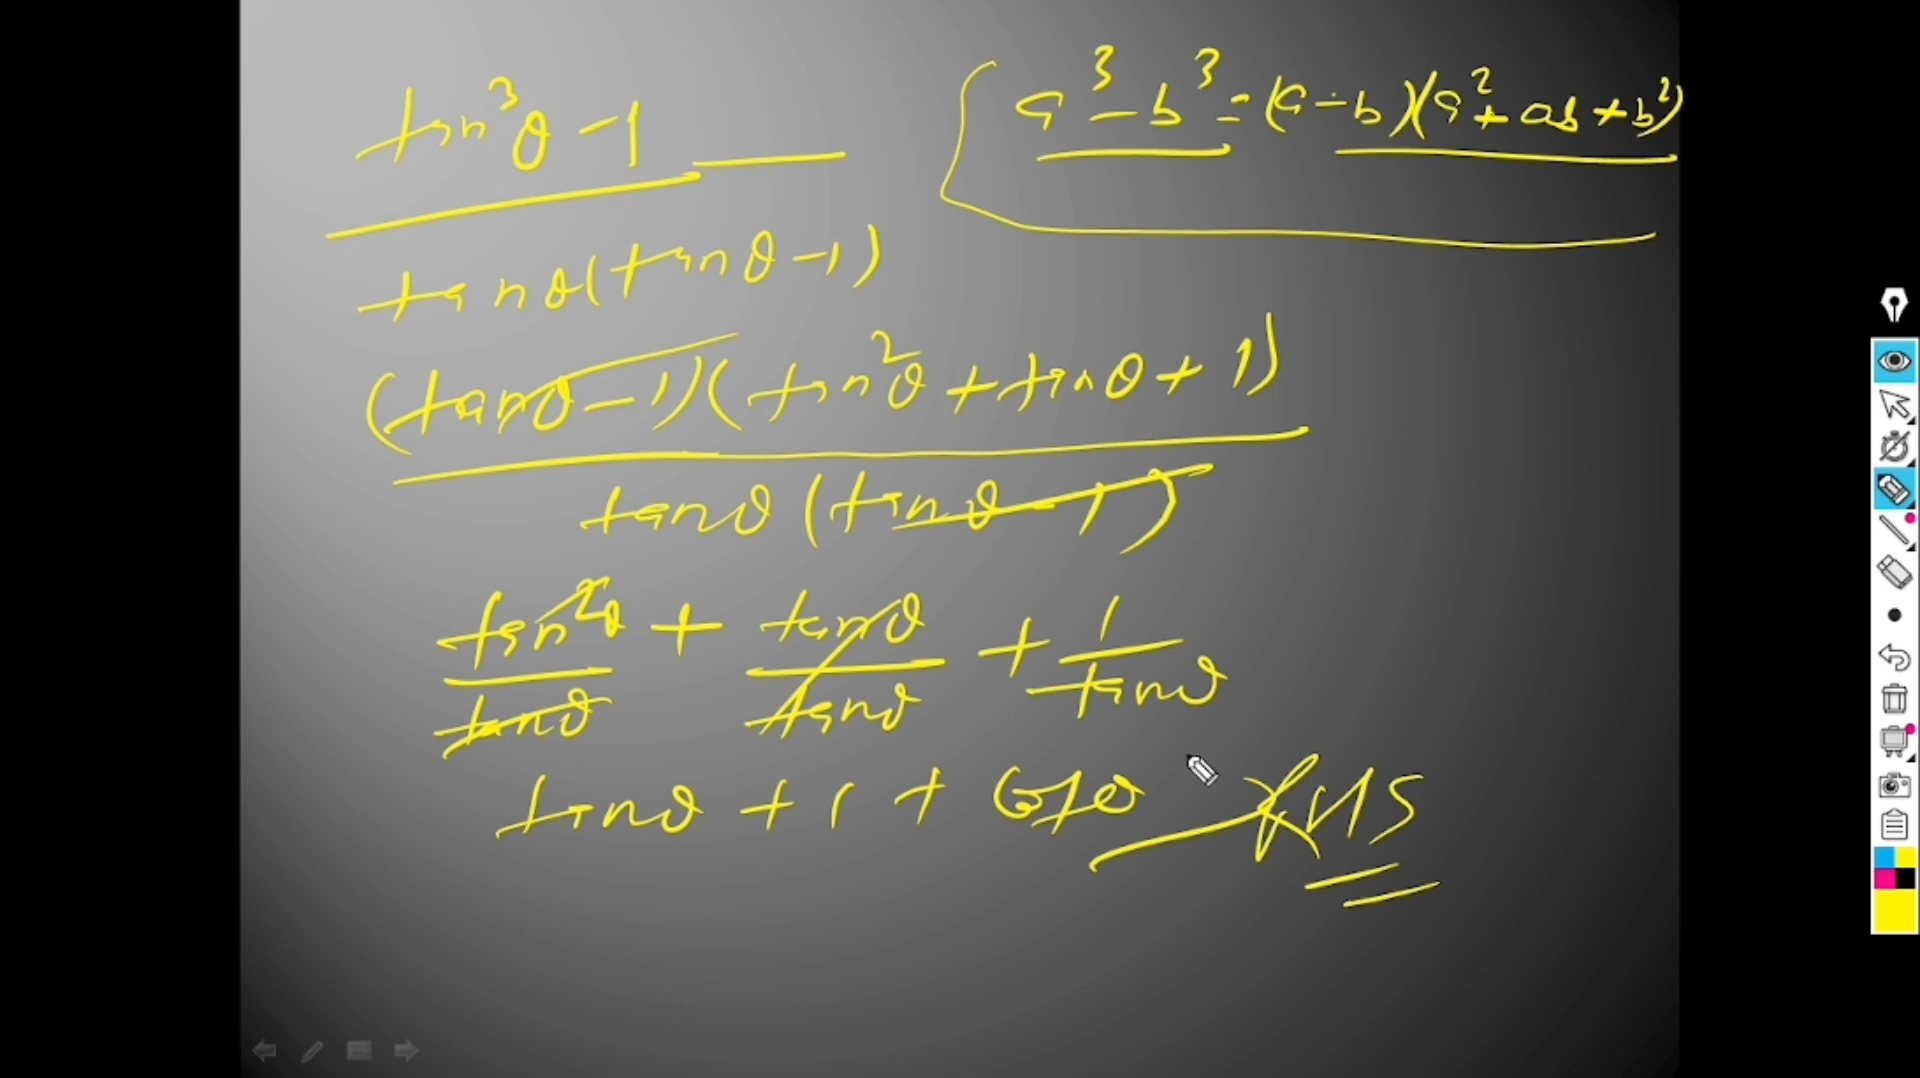 tan³θ - 1
a³ - b³ = (a - b)(a² + ab + b²)
tanθ(tanθ - 1)
(tanθ - 1)(tan²θ + tanθ + 1)
tanθ (tanθ - 1)
tan²θ + tanθ + 1
tanθ tanθ tanθ
tanθ + 1 + cotθ RHS